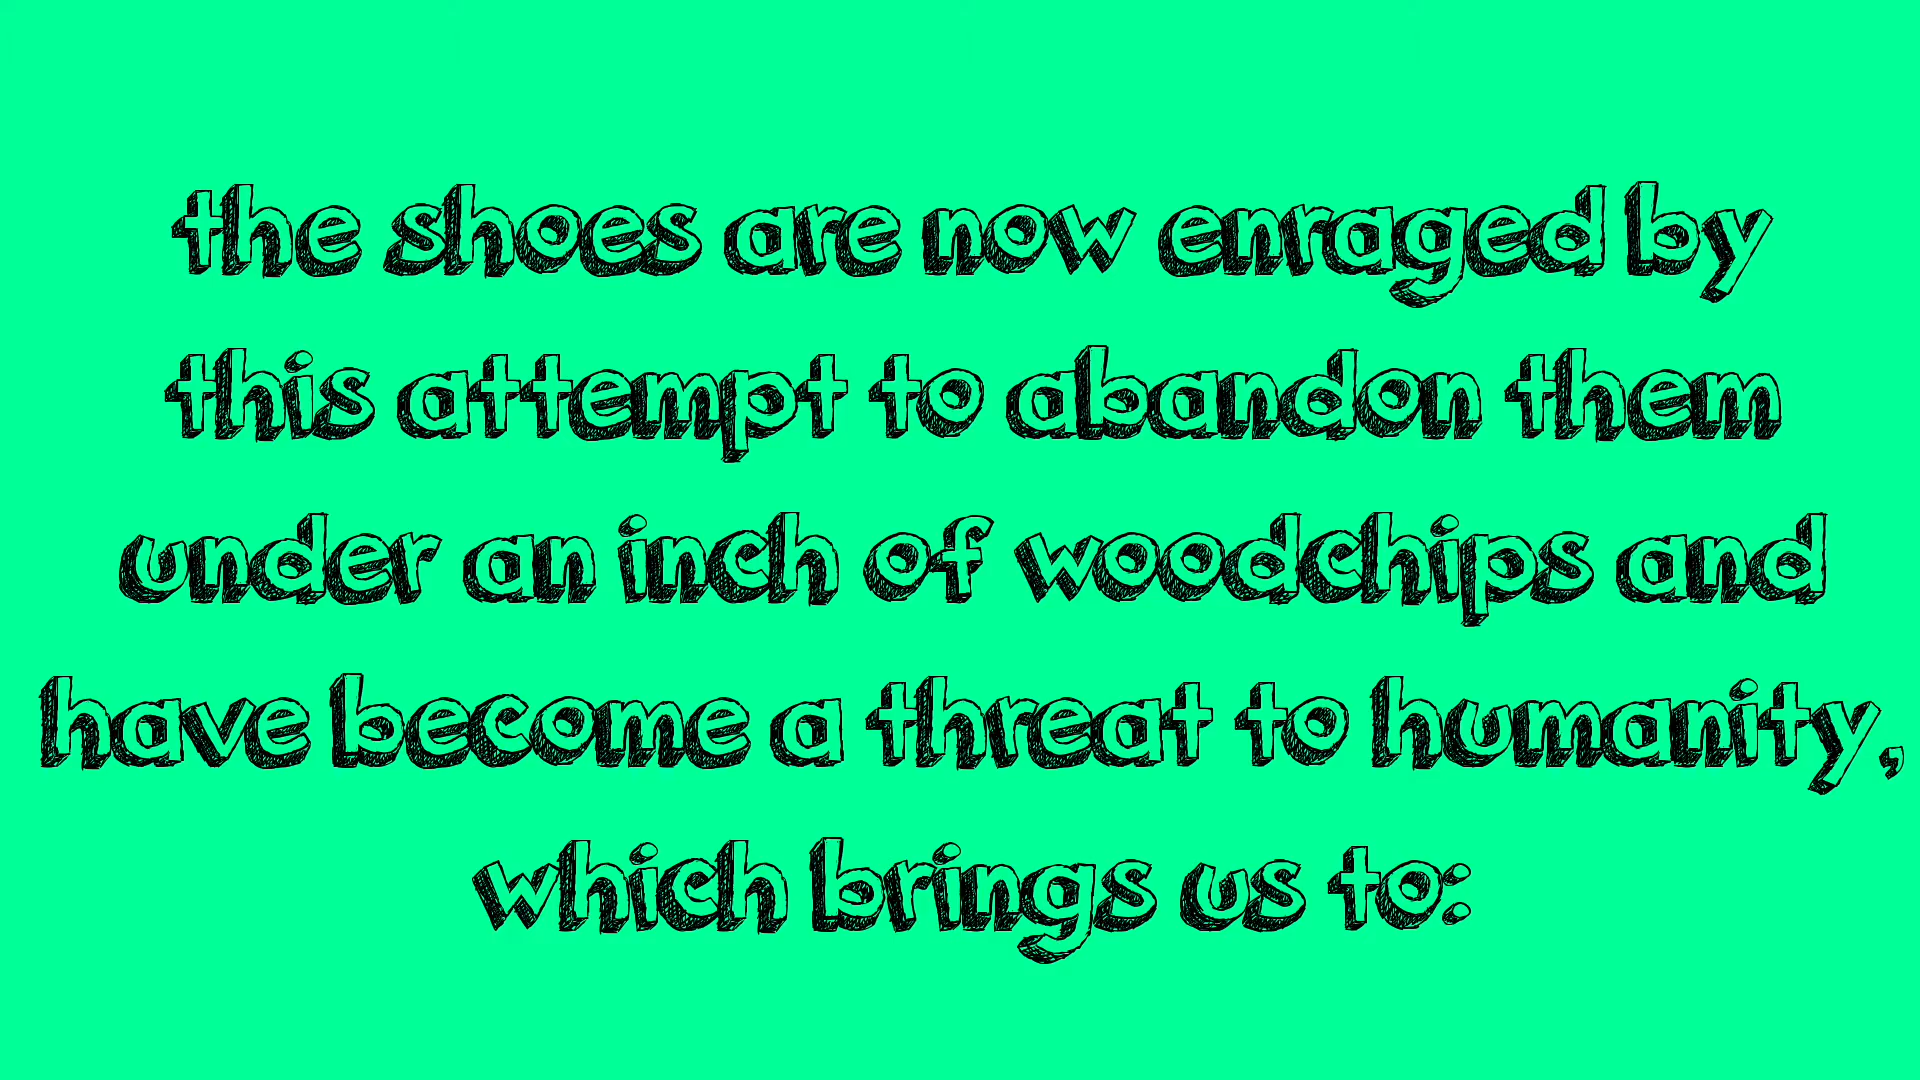 the shoes are now enraged by
this attempt to abandon them
under an inch of woodchips and
have become a threat to humanity,
which brings us to: